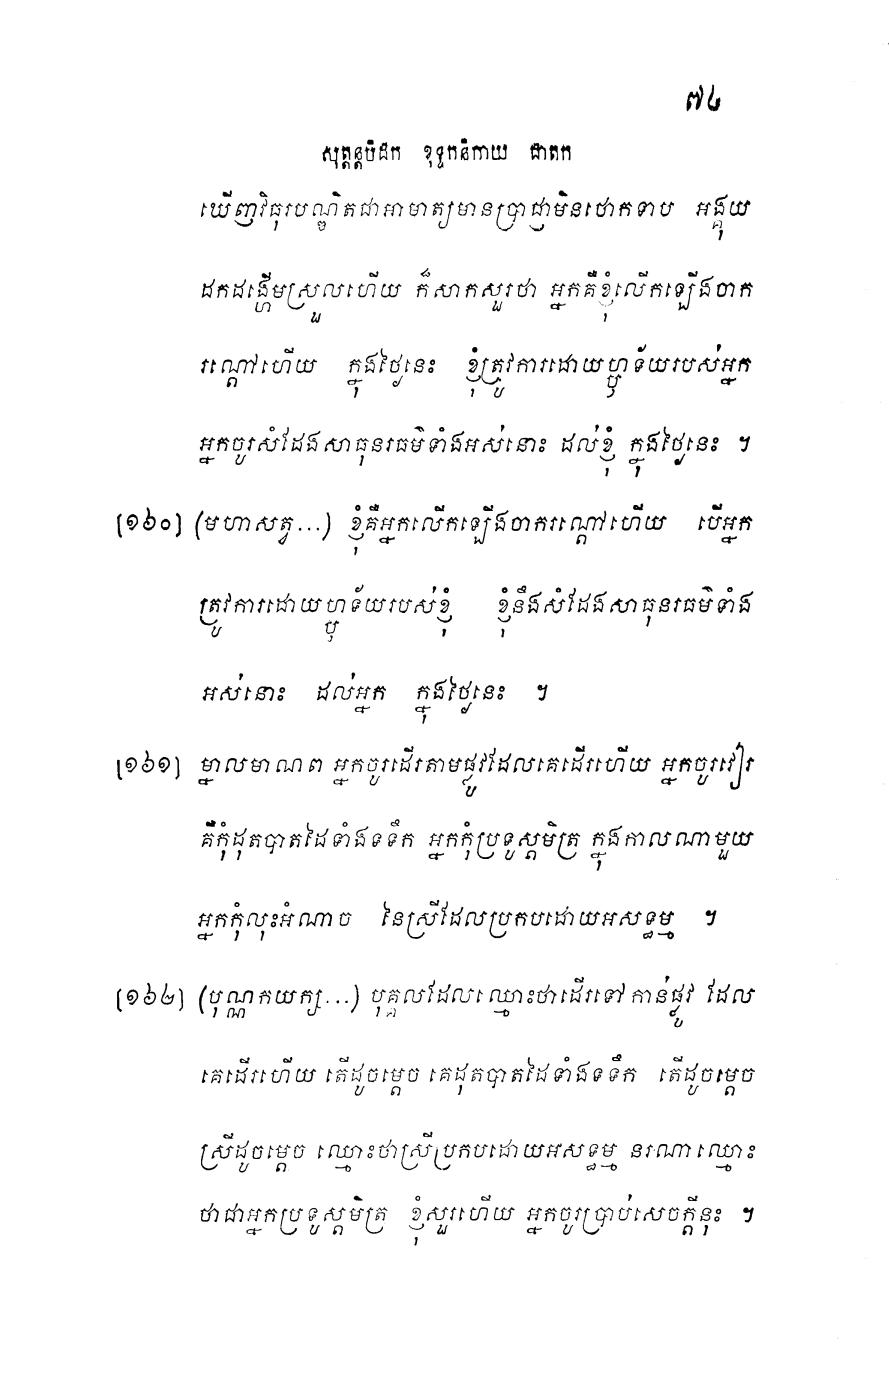 ៧៤
សុត្តន្តបិដក ខុទ្ទកនិកាយ ជាតក
ឃើញវិធុរបណ្ឌិតជាអាមាត្យមានប្រាជ្ញាមិនថោកទាប អង្គុយ
ដកដង្ហើមស្រួលហើយ ក៏សាកសួរថា អ្នកគឺខ្ញុំលើកឡើងចាក
រណ្តៅហើយ ក្នុងថ្ងៃនេះ ខ្ញុំត្រូវការដោយហ្ឫទ័យរបស់អ្នក
អ្នកចូរសំដែងសាធុនរធម៌ទាំងអស់នោះ ដល់ខ្ញុំ ក្នុងថ្ងៃនេះ ។
[១៦០] (មហាសត្វ...) ខ្ញុំគឺអ្នកលើកឡើងចាករណ្តៅហើយ បើអ្នក
ត្រូវការដោយហ្ឫទ័យរបស់ខ្ញុំ ខ្ញុំនឹងសំដែងសាធុនរធម៌ទាំង
អស់នោះ ដល់អ្នក ក្នុងថ្ងៃនេះ ។
[១៦១] ម្នាលមាណព អ្នកចូរដើរតាមផ្លូវដែលគេដើរហើយ អ្នកចូរវៀរ
គឺកុំដុតបាតដៃទាំងទទឹក អ្នកកុំប្រទូស្តមិត្រ ក្នុងកាលណាមួយ
អ្នកកុំលុះអំណាច នៃស្រីដែលប្រកបដោយអសទ្ធម្ម ។
[១៦២] (បុណ្ណកយក្ស...) បុគ្គលដែលឈ្មោះថាដើរទៅកាន់ផ្លូវ ដែល
គេដើរហើយ តើដូចម្តេច គេដុតបាតដៃទាំងទទឹក តើដូចម្តេច
ស្រីដូចម្តេច ឈ្មោះថាស្រីប្រកបដោយអសទ្ធម្ម នរណាឈ្មោះ
ថាជាអ្នកប្រទូស្តមិត្រ ខ្ញុំសួរហើយ អ្នកចូរប្រាប់សេចក្តីនុ៎ះ ។